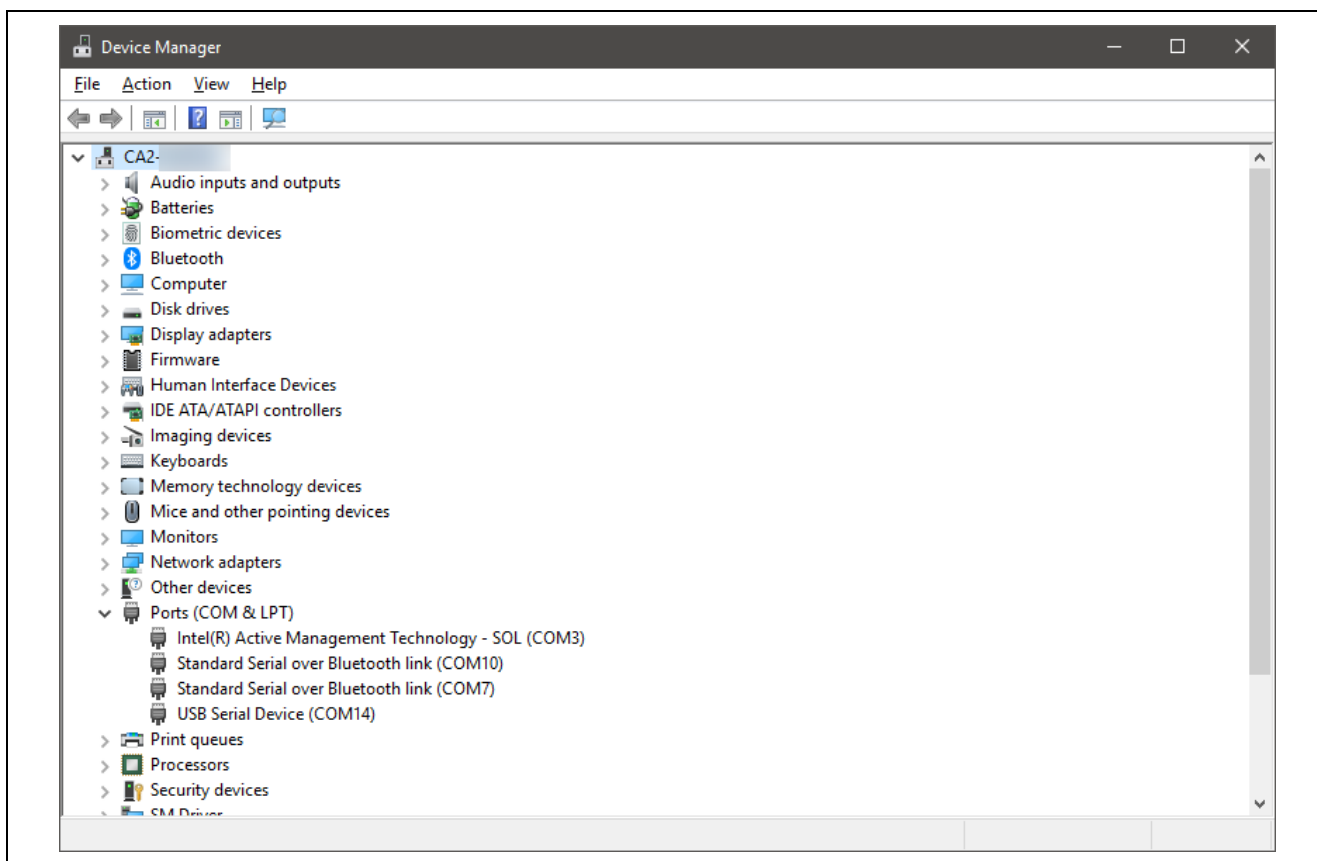 Device Manager
File Action View Help
CA2-
Audio inputs and outputs
Batteries
Biometric devices
Bluetooth
Computer
Disk drives
Display adapters
Firmware
Human Interface Devices
IDE ATA/ATAPI controllers
Imaging devices
Keyboards
Memory technology devices
Mice and other pointing devices
Monitors
Network adapters
Other devices
Ports (COM & LPT)
Intel(R) Active Management Technology - SOL (COM3)
Standard Serial over Bluetooth link (COM10)
Standard Serial over Bluetooth link (COM7)
USB Serial Device (COM14)
Print queues
Processors
Security devices
SM Driver